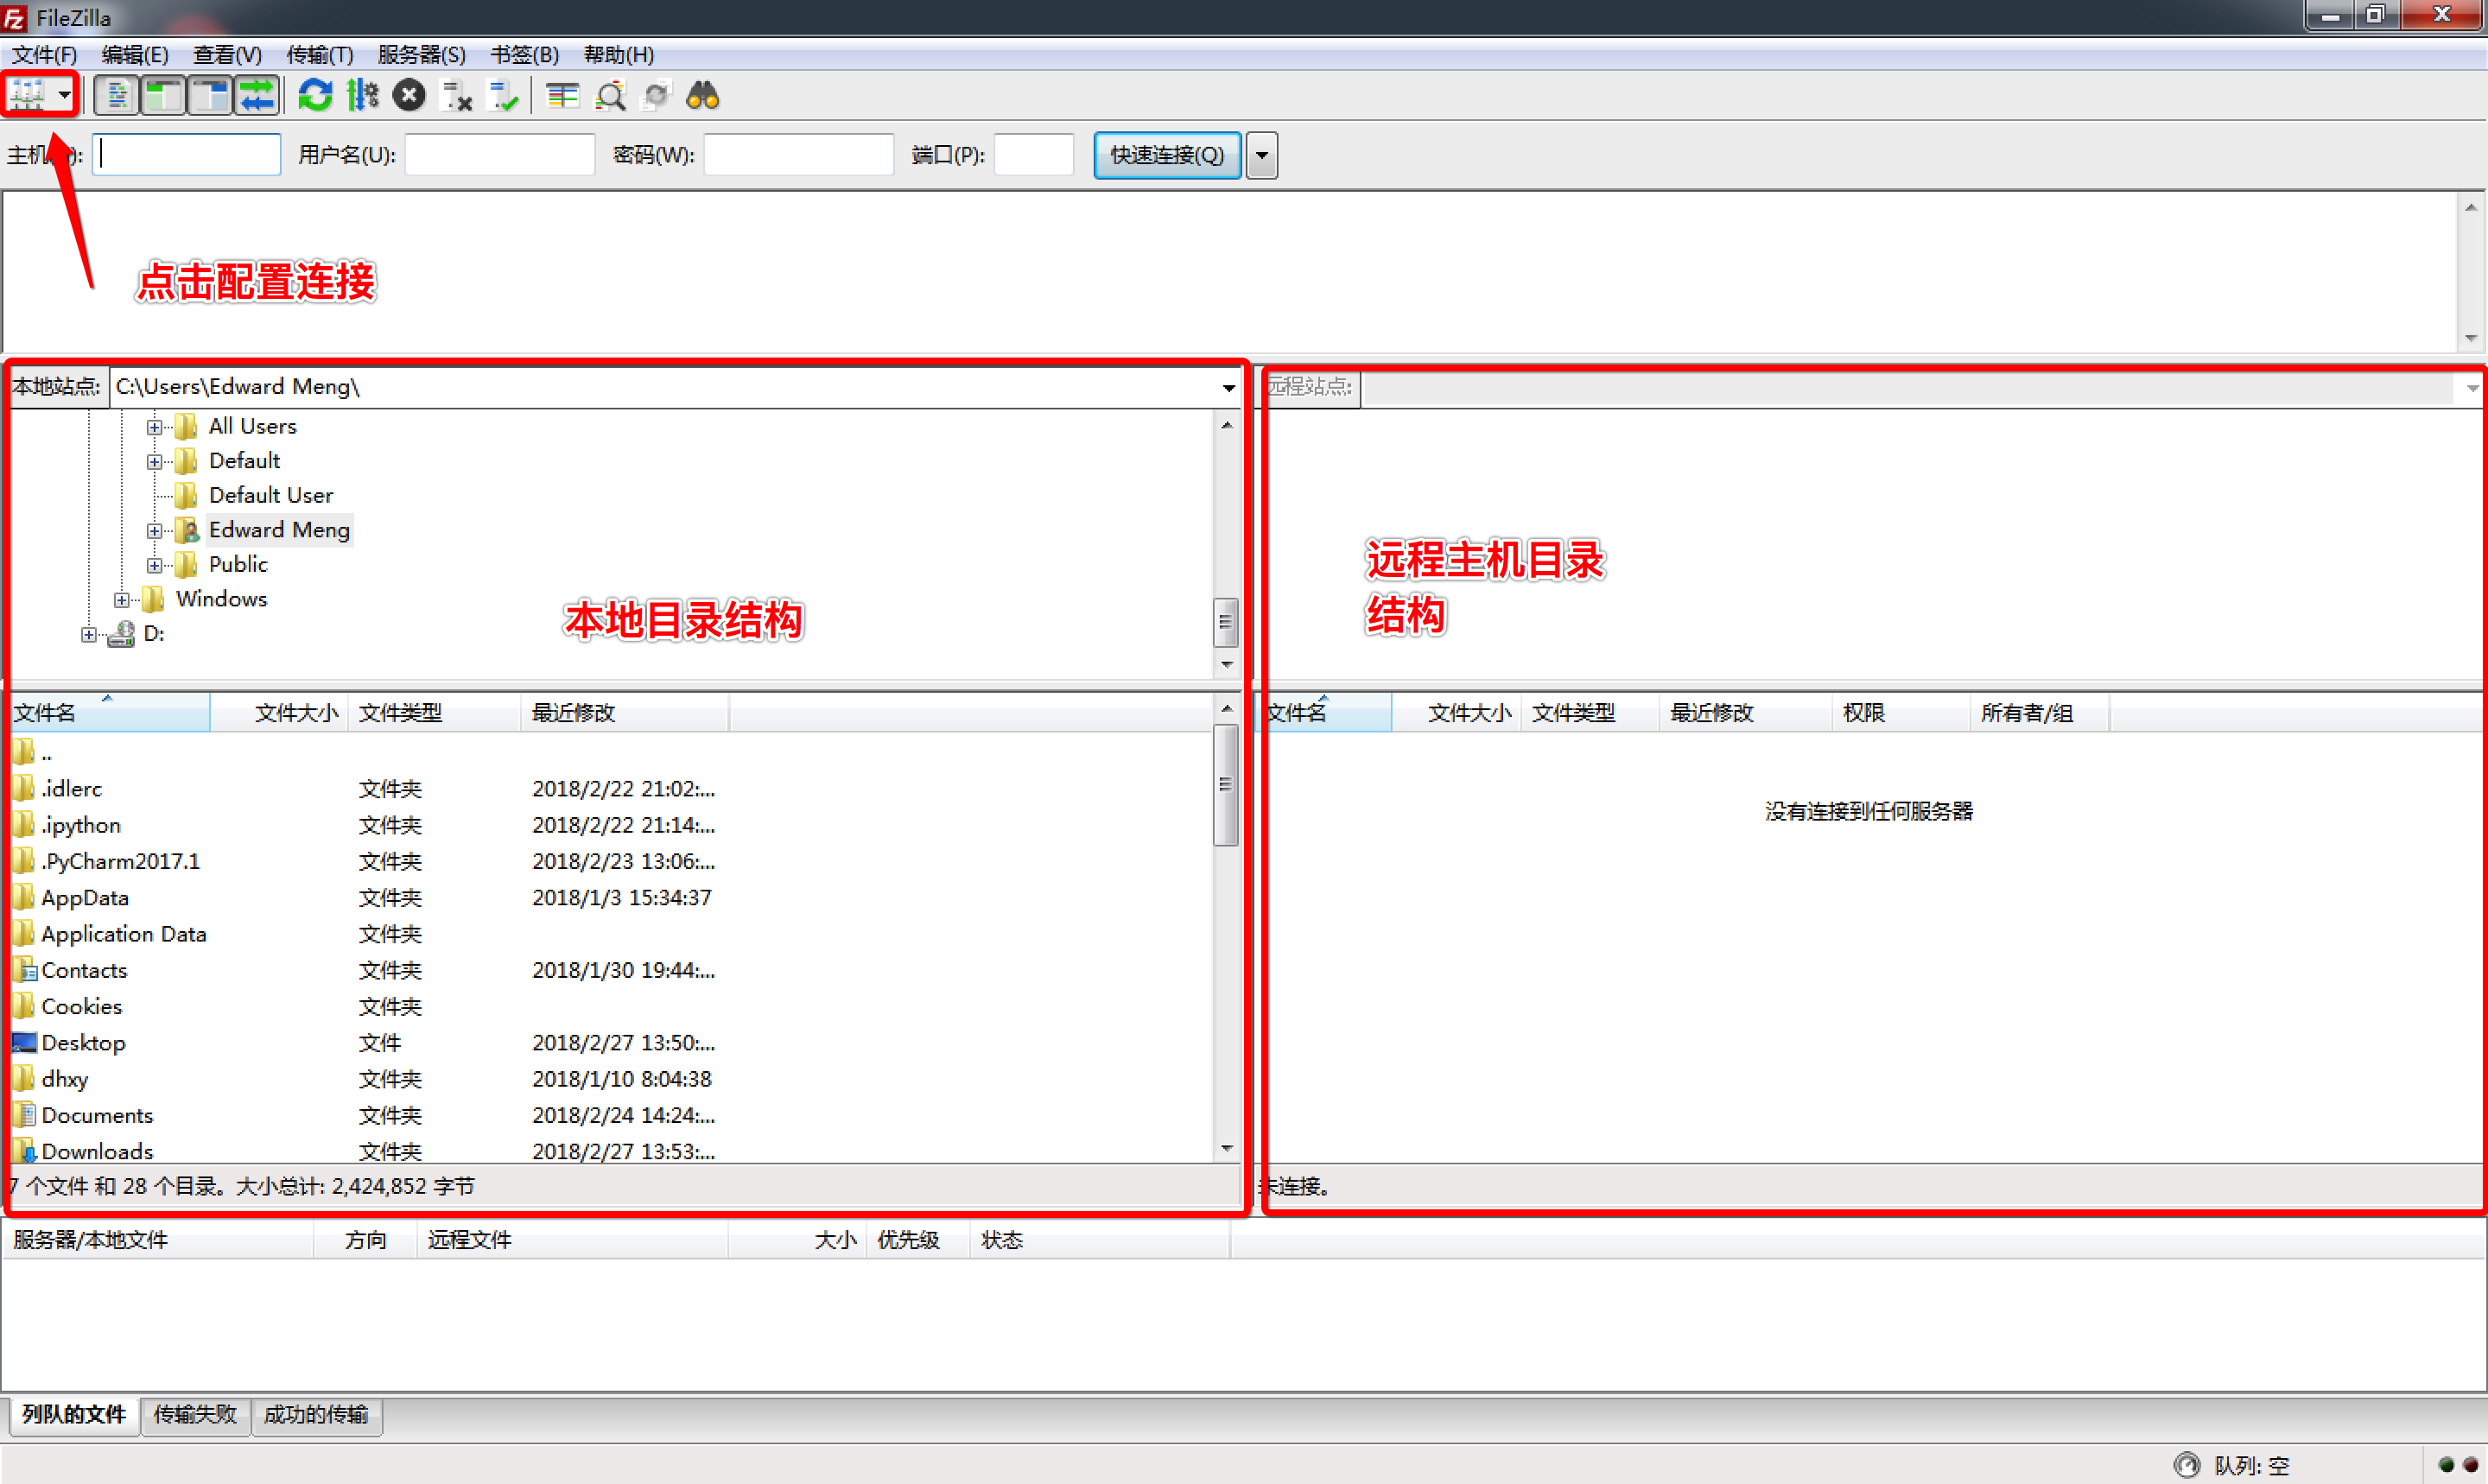 FileZilla
文件(F) 编辑(E) 查看(V) 传输(T) 服务器(S) 书签(B) 帮助(H)
主机 ): 用户名(U): 密码(W): 端口(P): 快速连接(Q)
点击配置连接
本地站点: C:\Users\Edward Meng\
All Users
Default
Default User
Edward Meng
Public
Windows
D:
本地目录结构
远程站点:
远程主机目录
结构
文件名 文件大小 文件类型 最近修改
..
.idlerc 文件夹 2018/2/22 21:02:...
.ipython 文件夹 2018/2/22 21:14:...
.PyCharm2017.1 文件夹 2018/2/23 13:06:...
AppData 文件夹 2018/1/3 15:34:37
Application Data 文件夹
Contacts 文件夹 2018/1/30 19:44:...
Cookies 文件夹
Desktop 文件 2018/2/27 13:50:...
dhxy 文件夹 2018/1/10 8:04:38
Documents 文件夹 2018/2/24 14:24:...
Downloads 文件夹 2018/2/27 13:53:...
7 个文件 和 28 个目录。大小总计: 2,424,852 字节
文件名 文件大小 文件类型 最近修改 权限 所有者/组
没有连接到任何服务器
未连接。
服务器/本地文件 方向 远程文件 大小 优先级 状态
列队的文件 传输失败 成功的传输
队列: 空